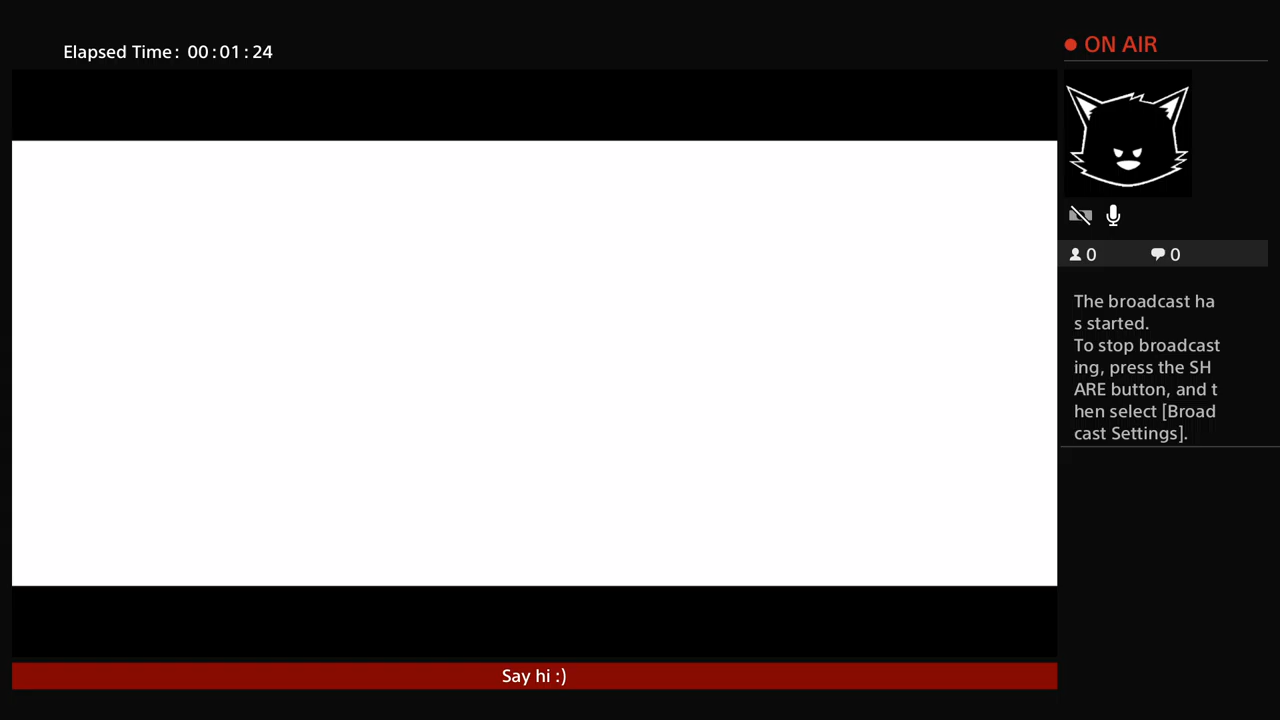 Elapsed Time: 00:01:24
ON AIR
0 0
The broadcast ha
s started.
To stop broadcast
ing, press the SH
ARE button, and t
hen select [Broad
cast Settings].
Say hi :)